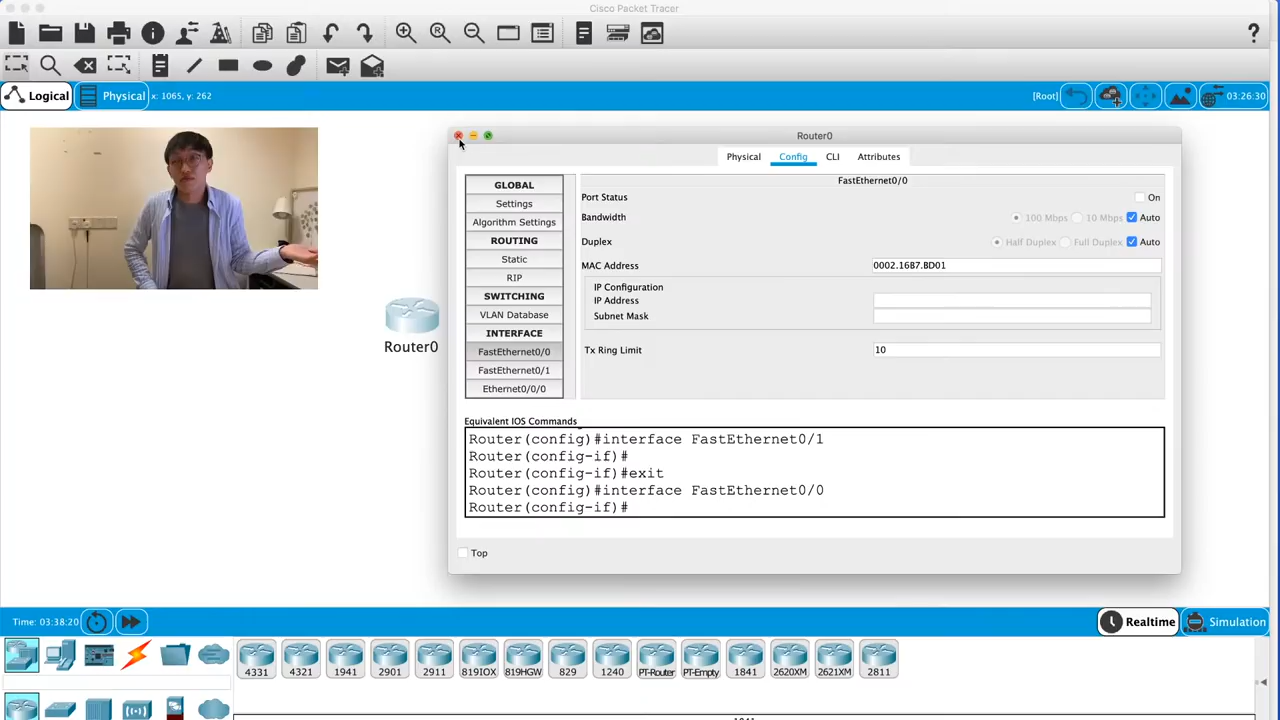 Cisco Packet Tracer
Logical
Physical
x: 1065, y: 262
[Root]
03:26:30
Router0
Physical
Config
CLI
Attributes
GLOBAL
Settings
Algorithm Settings
ROUTING
Static
RIP
SWITCHING
VLAN Database
INTERFACE
FastEthernet0/0
FastEthernet0/1
Ethernet0/0/0
FastEthernet0/0
Port Status
On
Bandwidth
100 Mbps
10 Mbps
Auto
Duplex
Half Duplex
Full Duplex
Auto
MAC Address
0002.16B7.BD01
IP Configuration
IP Address
Subnet Mask
Tx Ring Limit
10
Equivalent IOS Commands
Router(config)#interface FastEthernet0/1
Router(config-if)#
Router(config-if)#exit
Router(config)#interface FastEthernet0/0
Router(config-if)#
Top
Router0
Time: 03:38:20
Realtime
Simulation
4331
4321
1941
2901
2911
819IOX
819HGW
829
1240
PT-Router
PT-Empty
1841
2620XM
2621XM
2811